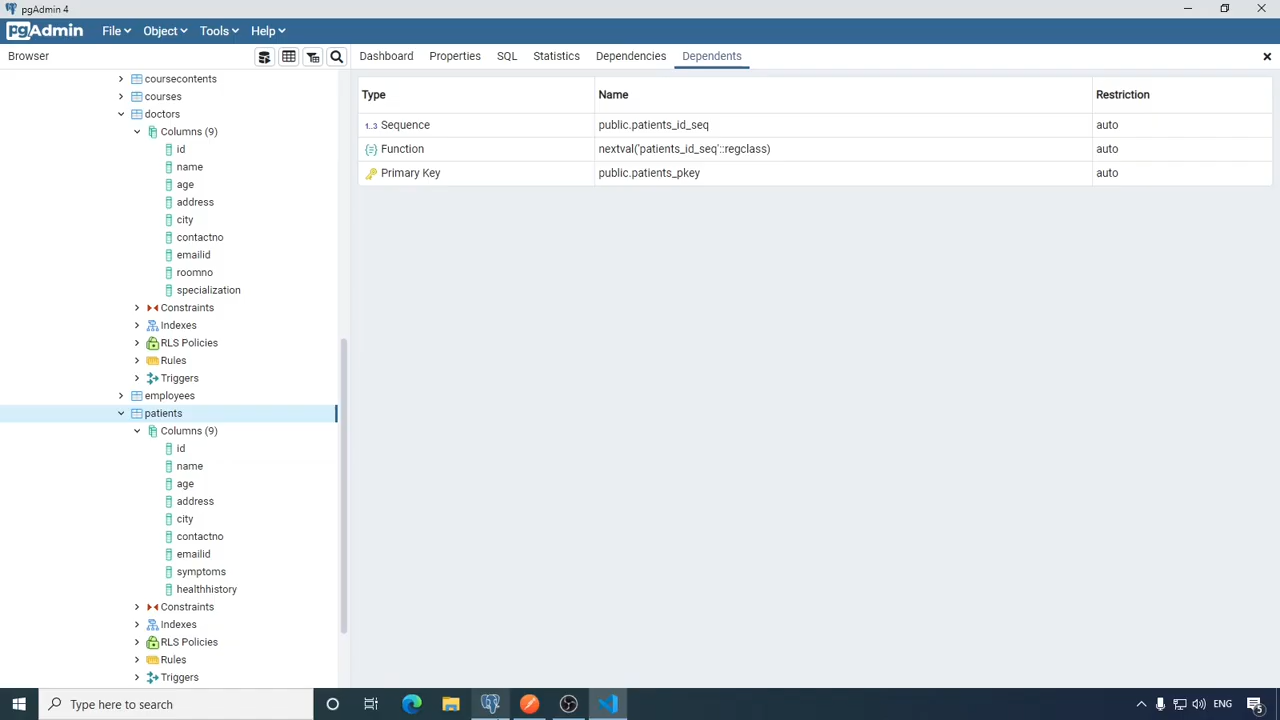 pgAdmin 4
pgAdmin File Object Tools Help
Browser
Dashboard Properties SQL Statistics Dependencies Dependents
coursecontents
courses
doctors
Columns (9)
id
name
age
address
city
contactno
emailid
roomno
specialization
Constraints
Indexes
RLS Policies
Rules
Triggers
employees
patients
Columns (9)
id
name
age
address
city
contactno
emailid
symptoms
healthhistory
Constraints
Indexes
RLS Policies
Rules
Triggers
Type Name Restriction
1..3 Sequence public.patients_id_seq auto
Function nextval('patients_id_seq'::regclass) auto
Primary Key public.patients_pkey auto
Type here to search
ENG
5